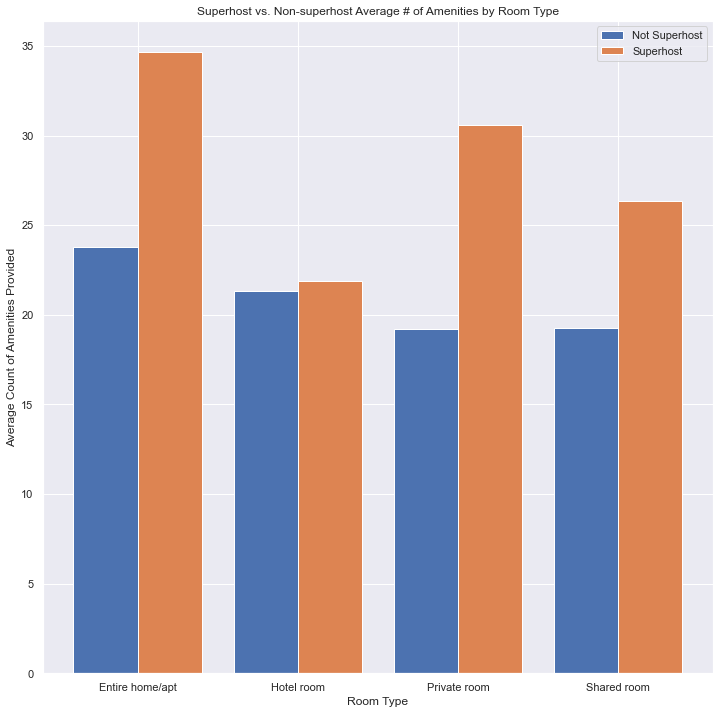 Superhost vs. Non-superhost Average # of Amenities by Room Type
Not Superhost
Superhost
Average Count of Amenities Provided
35
30
25
20
15
10
5
0
Entire home/apt
Hotel room
Private room
Shared room
Room Type